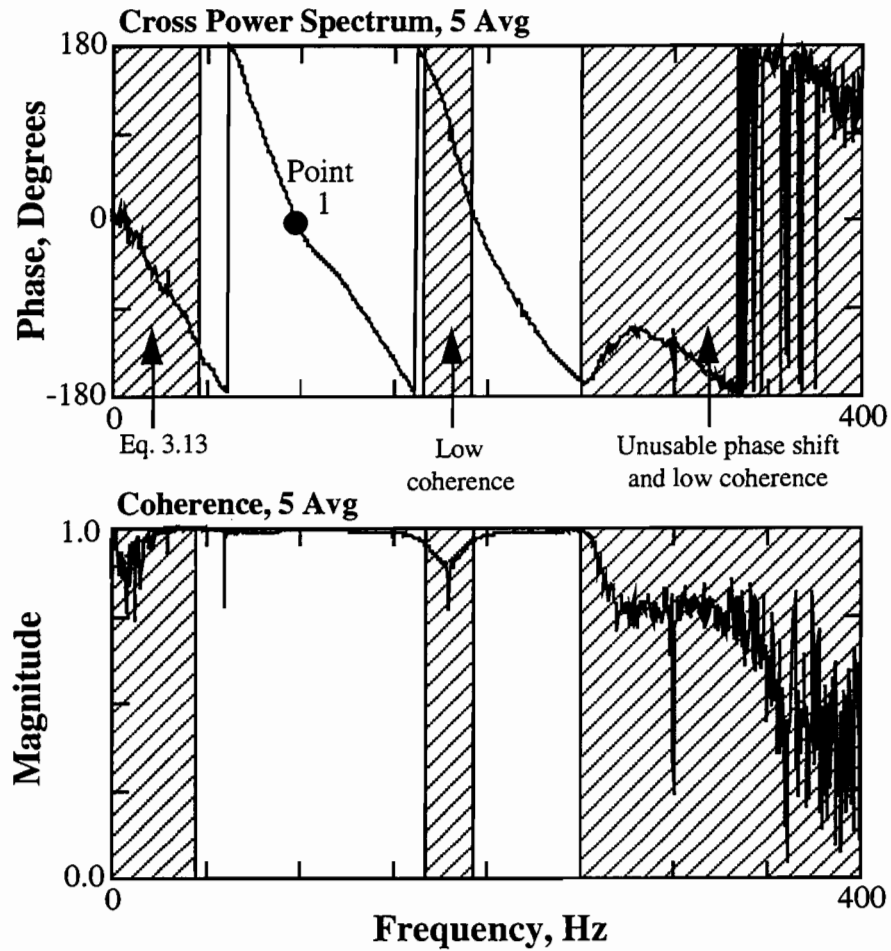 Cross Power Spectrum, 5 Avg
180
Phase, Degrees
Point
1
0
-180
0
400
Eq. 3.13
Low
coherence
Unusable phase shift
and low coherence
Coherence, 5 Avg
1.0
Magnitude
0.0
0
400
Frequency, Hz